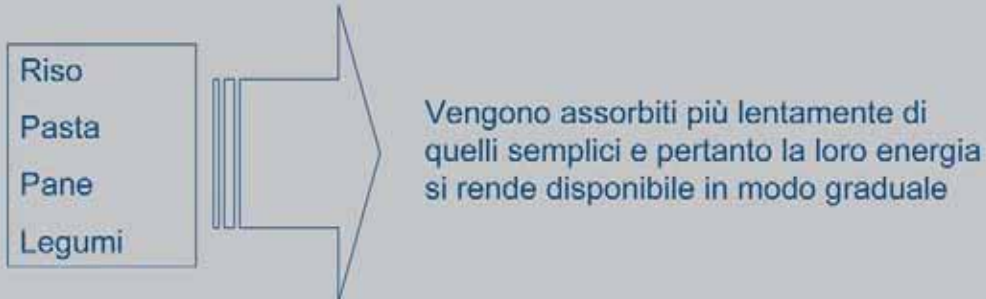 Riso
Pasta
Pane
Legumi
Vengono assorbiti più lentamente di
quelli semplici e pertanto la loro energia
si rende disponibile in modo graduale